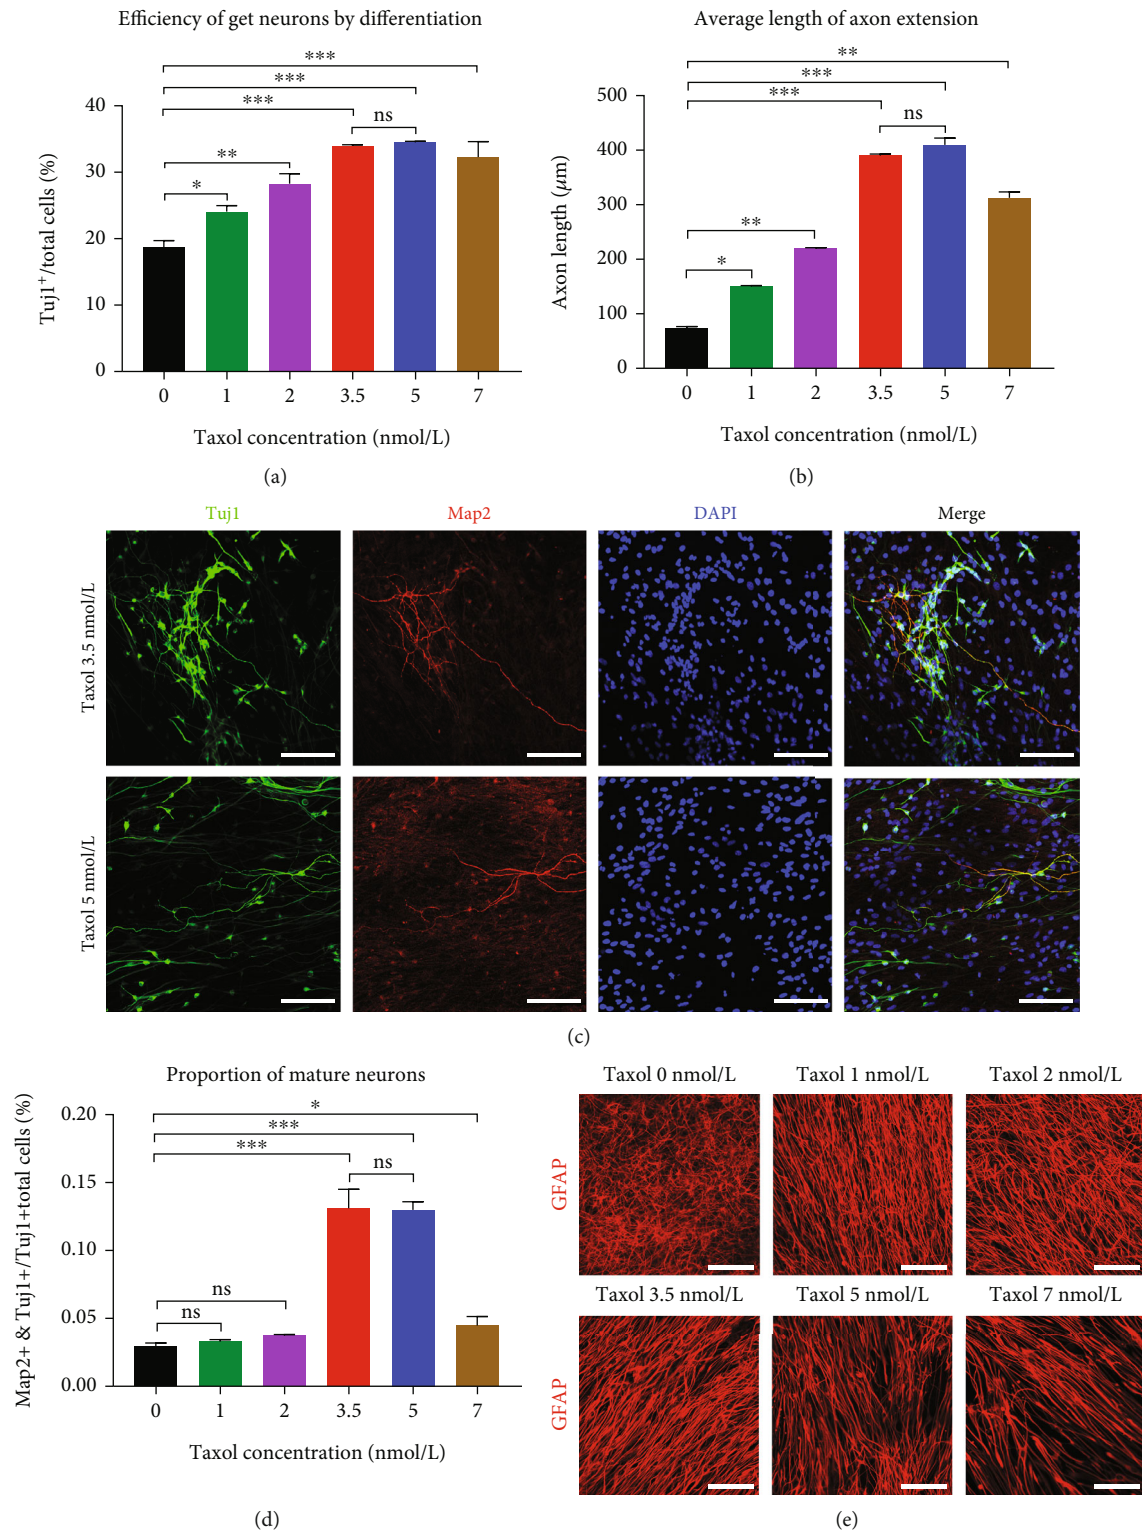 Efficiency of get neurons by differentiation
***
***
***
ns
**
*
40
30
20
10
0
Tuj1+/total cells (%)
0 1 2 3.5 5 7
Taxol concentration (nmol/L)
(a)
Average length of axon extension
**
***
***
ns
**
*
500
400
300
200
100
0
Axon length (μm)
0 1 2 3.5 5 7
Taxol concentration (nmol/L)
(b)
Tuj1 Map2 DAPI Merge
Taxol 3.5 nmol/L
Taxol 5 nmol/L
(c)
Proportion of mature neurons
*
***
***
ns
ns
ns
0.20
0.15
0.10
0.05
0.00
Map2+ & Tuj1+/Tuj1+total cells (%)
0 1 2 3.5 5 7
Taxol concentration (nmol/L)
(d)
Taxol 0 nmol/L Taxol 1 nmol/L Taxol 2 nmol/L
GFAP
Taxol 3.5 nmol/L Taxol 5 nmol/L Taxol 7 nmol/L
GFAP
(e)